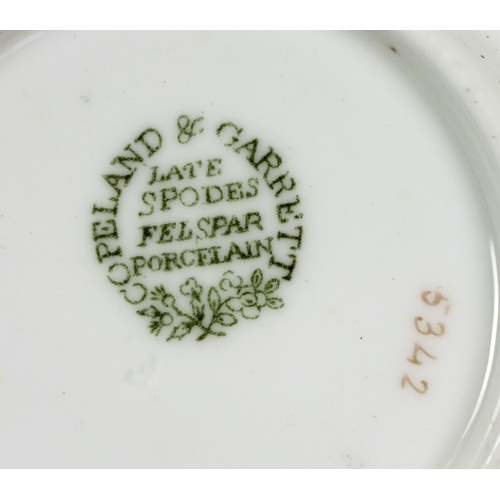 COPELAND & GARRETT
LATE
SPODES
FELSPAR
PORCELAIN
5342